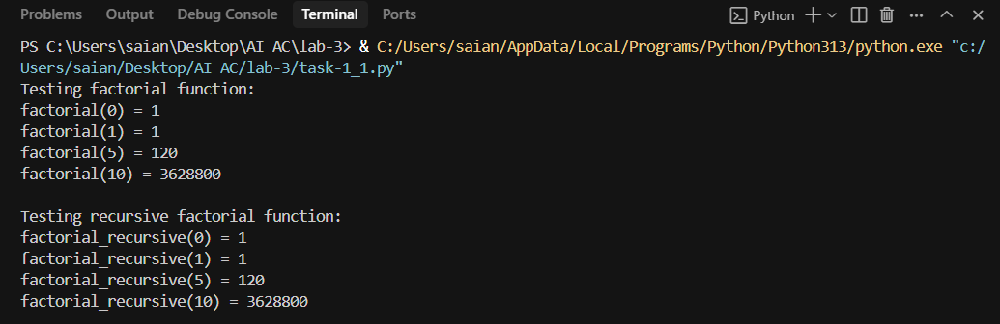 Problems Output Debug Console Terminal Ports
Python
PS C:\Users\saian\Desktop\AI AC\lab-3> & C:/Users/saian/AppData/Local/Programs/Python/Python313/python.exe "c:/
Users/saian/Desktop/AI AC/lab-3/task-1_1.py"
Testing factorial function:
factorial(0) = 1
factorial(1) = 1
factorial(5) = 120
factorial(10) = 3628800

Testing recursive factorial function:
factorial_recursive(0) = 1
factorial_recursive(1) = 1
factorial_recursive(5) = 120
factorial_recursive(10) = 3628800